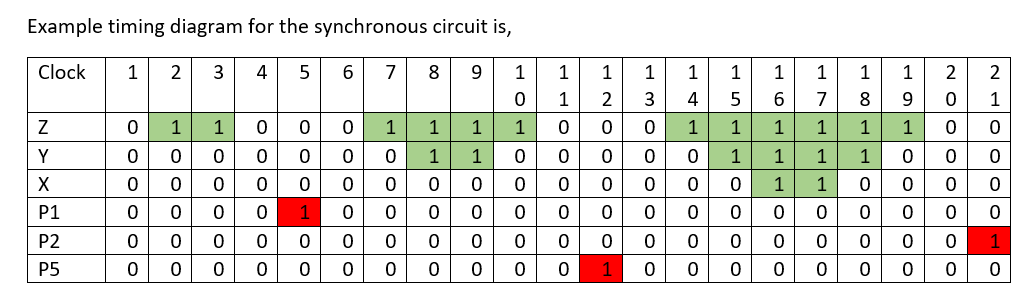 Example timing diagram for the synchronous circuit is,
Clock 1 2 3 4 5 6 7 8 9 10 11 12 13 14 15 16 17 18 19 20 21
Z 0 1 1 0 0 0 1 1 1 1 0 0 0 1 1 1 1 1 1 0 0
Y 0 0 0 0 0 0 0 1 1 0 0 0 0 0 1 1 1 1 0 0 0
X 0 0 0 0 0 0 0 0 0 0 0 0 0 0 0 1 1 0 0 0 0
P1 0 0 0 0 1 0 0 0 0 0 0 0 0 0 0 0 0 0 0 0 0
P2 0 0 0 0 0 0 0 0 0 0 0 0 0 0 0 0 0 0 0 0 1
P5 0 0 0 0 0 0 0 0 0 0 0 1 0 0 0 0 0 0 0 0 0